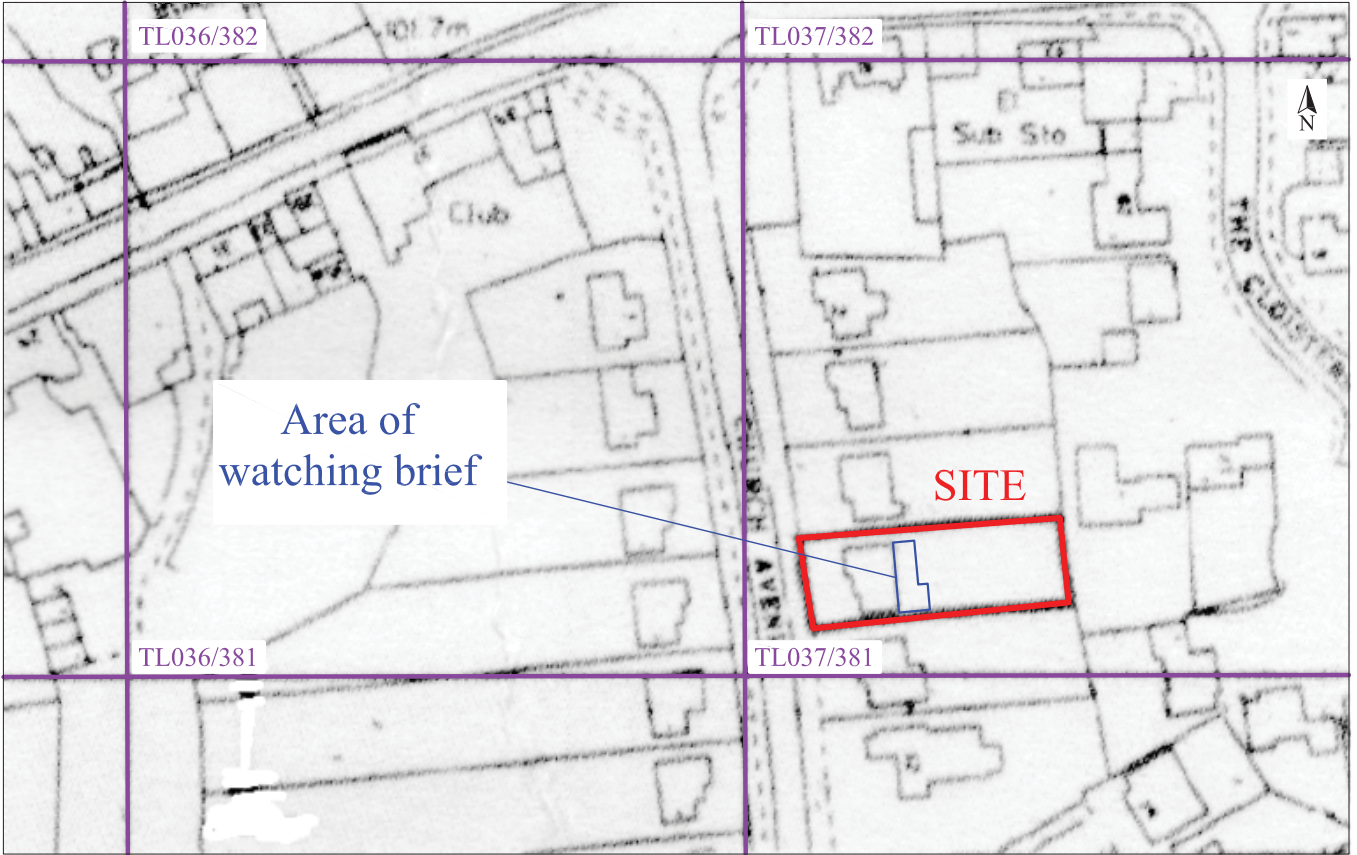 TL036/382
101.7m
TL037/382
N
Sub Sta
Club
THE CLOISTERS
Area of
watching brief
SITE
TL036/381
TL037/381